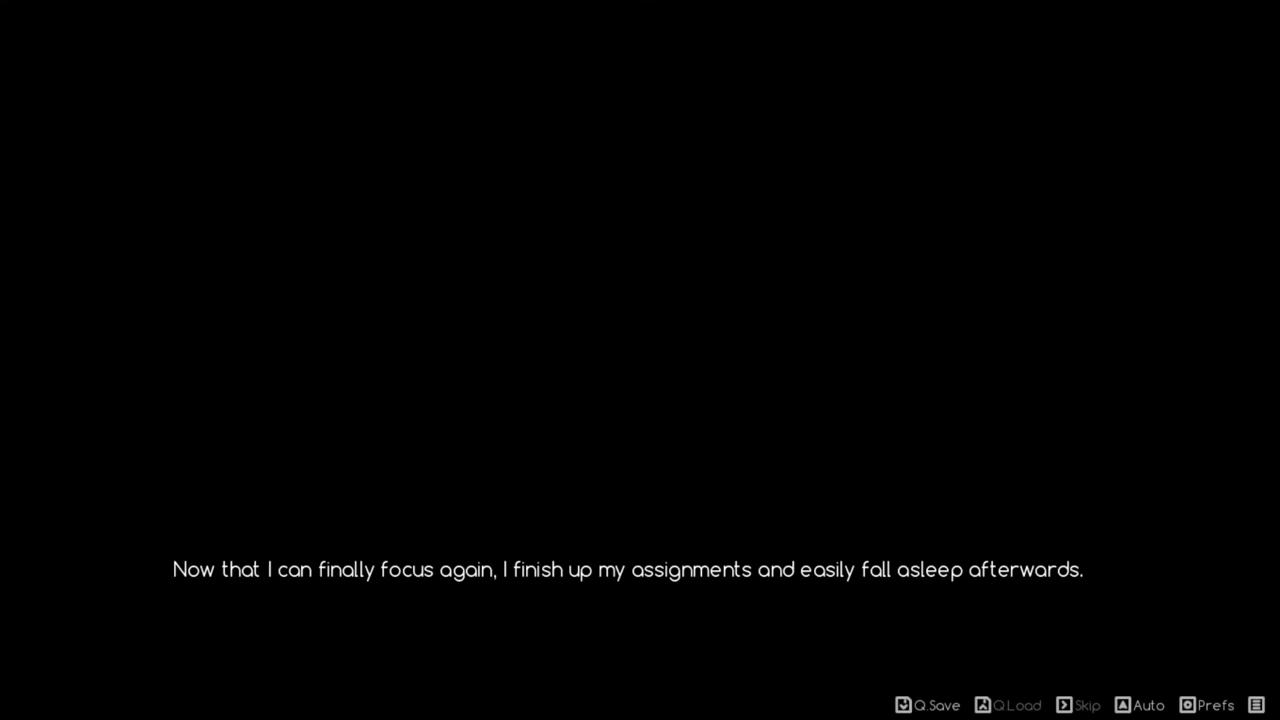 Now that I can finally focus again, I finish up my assignments and easily fall asleep afterwards.
Q.Save Q.Load Skip Auto Prefs